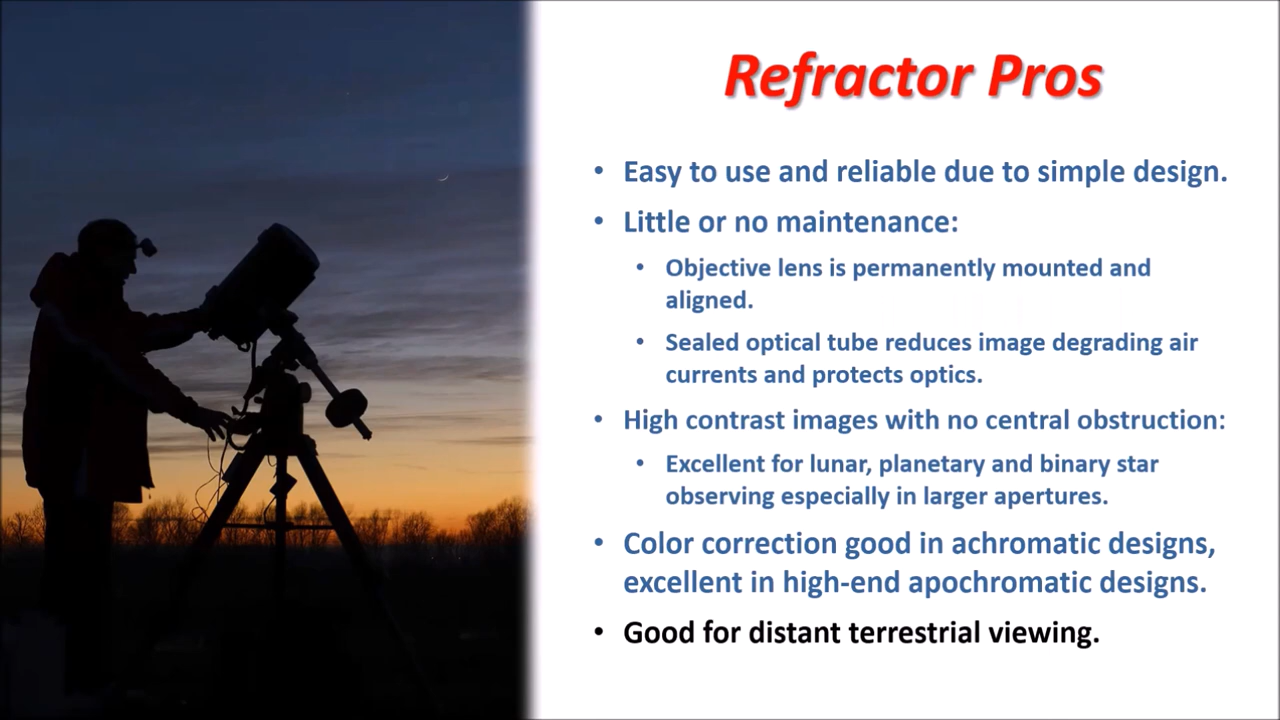 Refractor Pros
• Easy to use and reliable due to simple design.
• Little or no maintenance:
• Objective lens is permanently mounted and
aligned.
• Sealed optical tube reduces image degrading air
currents and protects optics.
• High contrast images with no central obstruction:
• Excellent for lunar, planetary and binary star
observing especially in larger apertures.
• Color correction good in achromatic designs,
excellent in high-end apochromatic designs.
• Good for distant terrestrial viewing.